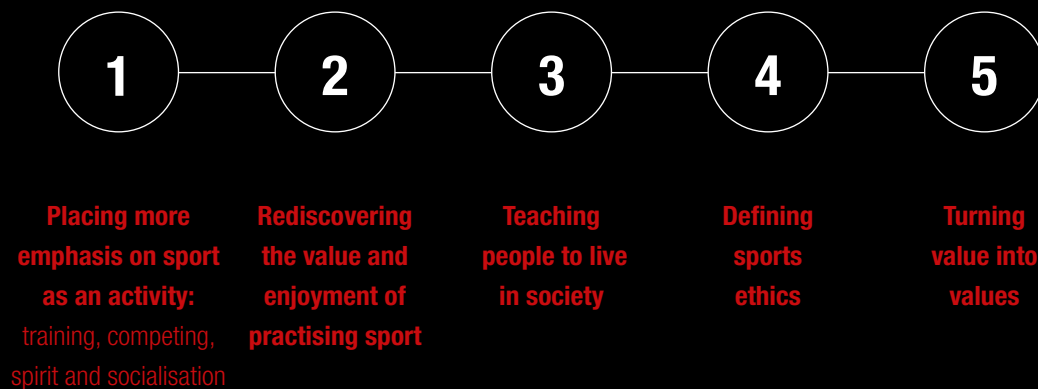 1
2
3
4
5
Placing more
emphasis on sport
as an activity:
training, competing,
spirit and socialisation
Rediscovering
the value and
enjoyment of
practising sport
Teaching
people to live
in society
Defining
sports
ethics
Turning
value into
values